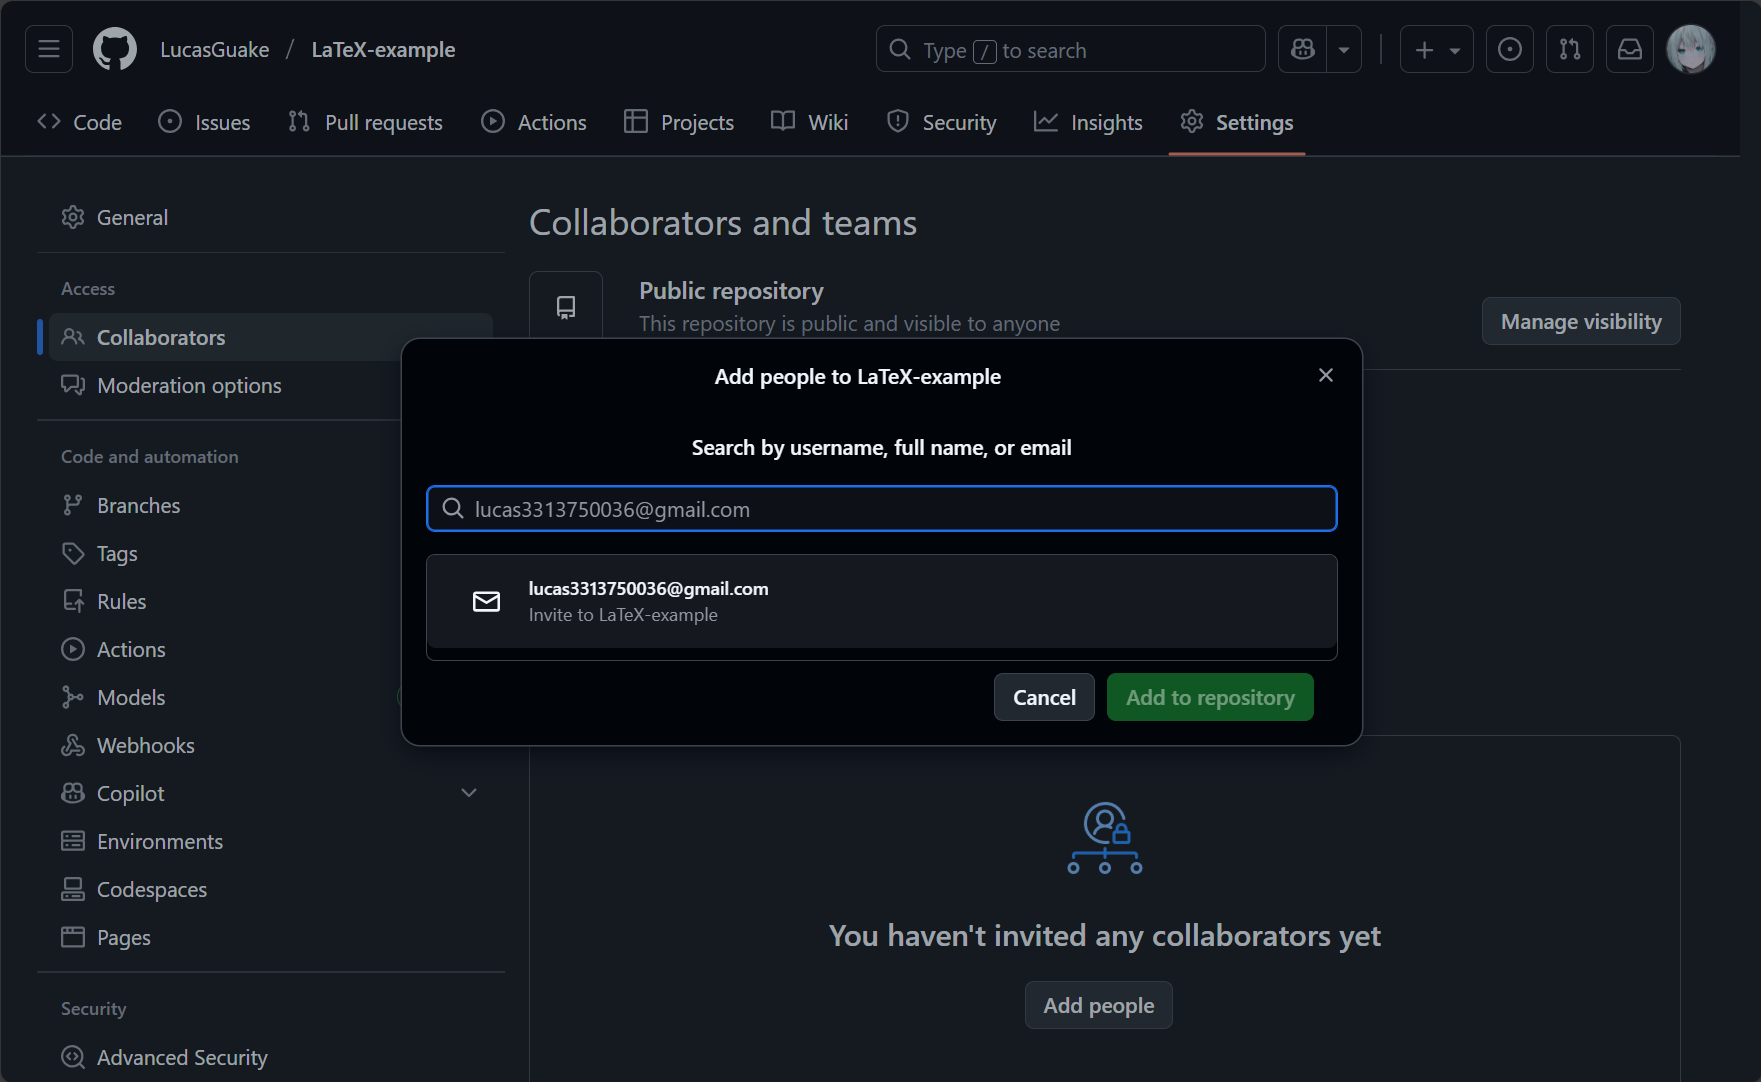 LucasGuake / LaTeX-example
Type / to search
Code
Issues
Pull requests
Actions
Projects
Wiki
Security
Insights
Settings
General
Access
Collaborators
Moderation options
Code and automation
Branches
Tags
Rules
Actions
Models
Webhooks
Copilot
Environments
Codespaces
Pages
Security
Advanced Security
Collaborators and teams
Public repository
This repository is public and visible to anyone
Manage visibility
Add people to LaTeX-example
Search by username, full name, or email
lucas3313750036@gmail.com
lucas3313750036@gmail.com
Invite to LaTeX-example
Cancel
Add to repository
You haven't invited any collaborators yet
Add people